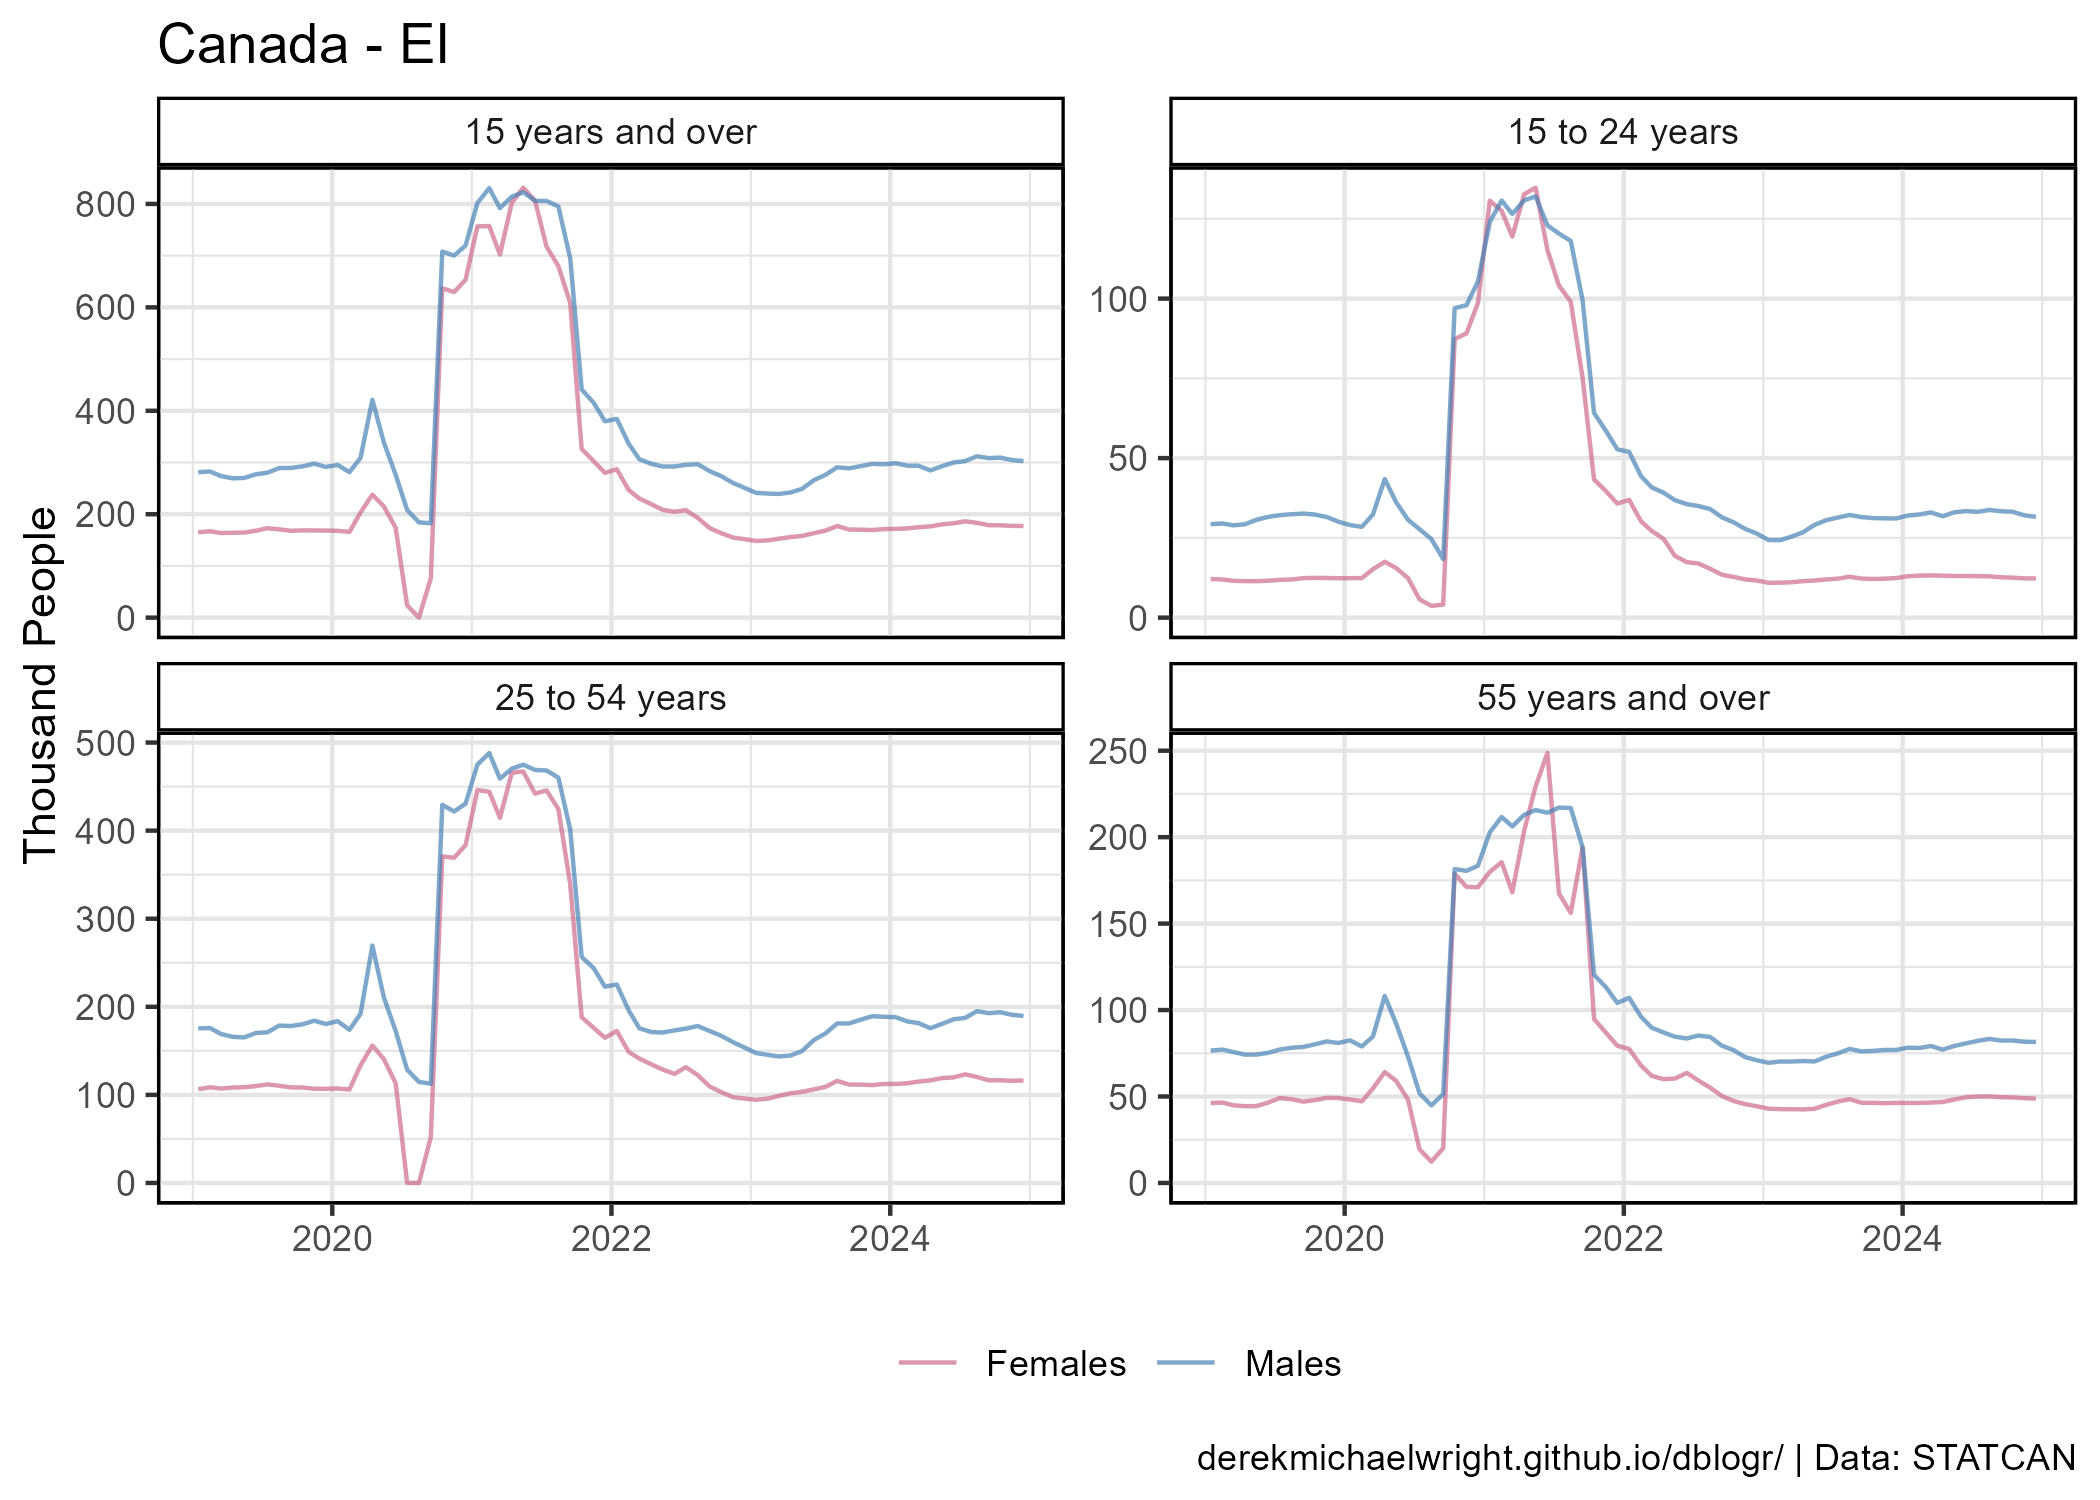 Canada - EI
15 years and over
15 to 24 years
800
600
400
200
0
100
50
0
Thousand People
25 to 54 years
55 years and over
500
400
300
200
100
0
250
200
150
100
50
0
2020 2022 2024
2020 2022 2024
Females Males
derekmichaelwright.github.io/dblogr/ | Data: STATCAN